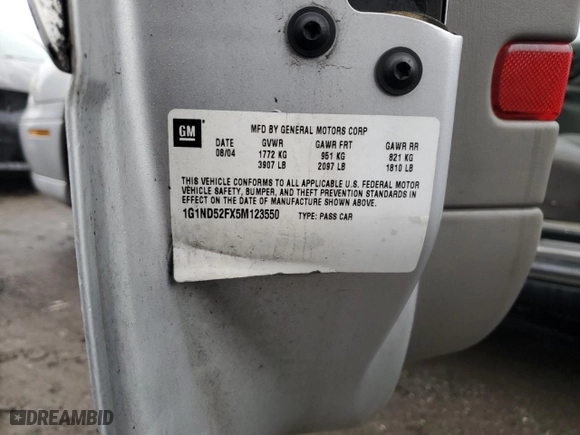 GM
MFD BY GENERAL MOTORS CORP
DATE GVWR GAWR FRT GAWR RR
08/04 1772 KG 951 KG 821 KG
3907 LB 2097 LB 1810 LB
THIS VEHICLE CONFORMS TO ALL APPLICABLE U.S. FEDERAL MOTOR
VEHICLE SAFETY, BUMPER, AND THEFT PREVENTION STANDARDS IN
EFFECT ON THE DATE OF MANUFACTURE SHOWN ABOVE.
1G1ND52FX5M123550 TYPE: PASS CAR
DREAMBID